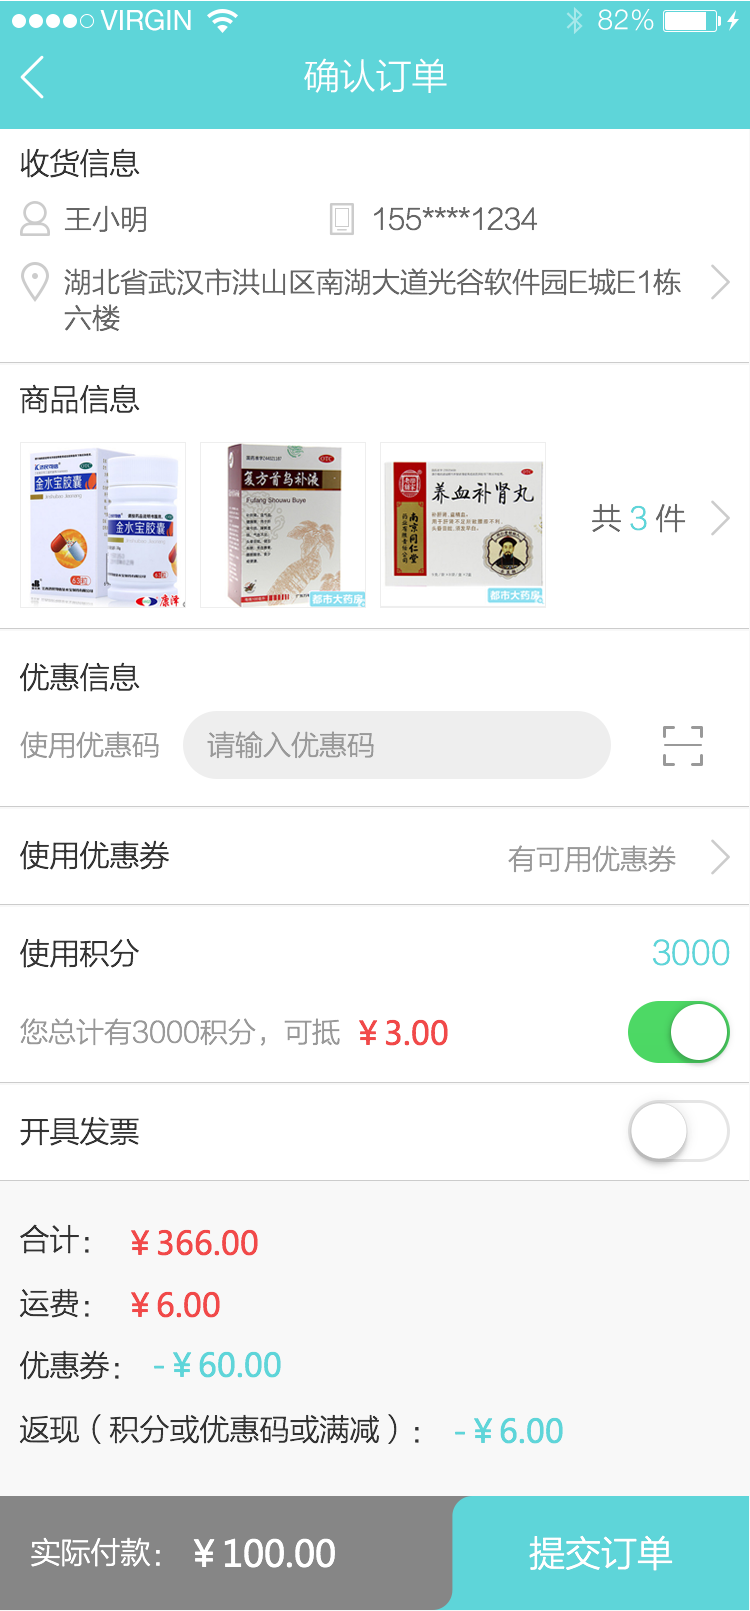 VIRGIN
82%
确认订单
收货信息
王小明
155****1234
湖北省武汉市洪山区南湖大道光谷软件园E城E1栋
六楼
商品信息
金水宝胶囊
Jinshuibao Jiaonang
63粒
金水宝胶囊
康泽
OTC
复方首乌补液
Fufang Shouwu Buye
都市大药房
养血补肾丸
南京同仁堂
都市大药房
共 3 件
优惠信息
使用优惠码
请输入优惠码
使用优惠券
有可用优惠券
使用积分
3000
您总计有3000积分，可抵 ¥ 3.00
开具发票
合计： ¥ 366.00
运费： ¥ 6.00
优惠券： - ¥ 60.00
返现（积分或优惠码或满减）： - ¥ 6.00
实际付款： ¥ 100.00
提交订单